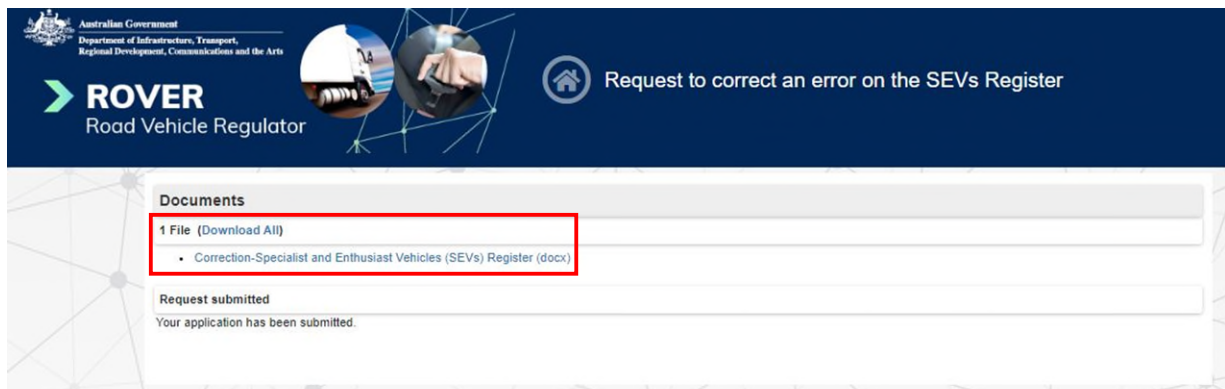 Australian Government
Department of Infrastructure, Transport,
Regional Development, Communications and the Arts
ROVER
Road Vehicle Regulator
Request to correct an error on the SEVs Register
Documents
1 File (Download All)
• Correction-Specialist and Enthusiast Vehicles (SEVs) Register (docx)
Request submitted
Your application has been submitted.